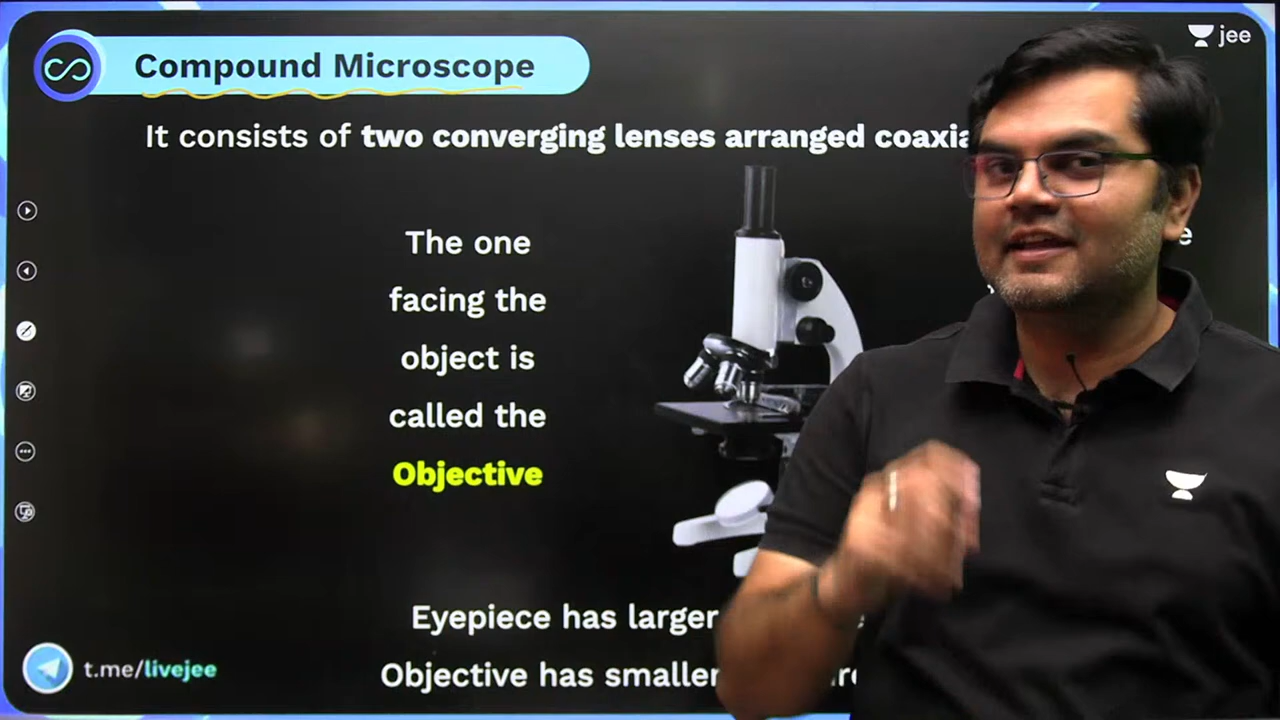 Compound Microscope
jee
It consists of two converging lenses arranged
The one
facing the
object is
called the
Objective
Eyepiece has larger
Objective has smaller
t.me/livejee